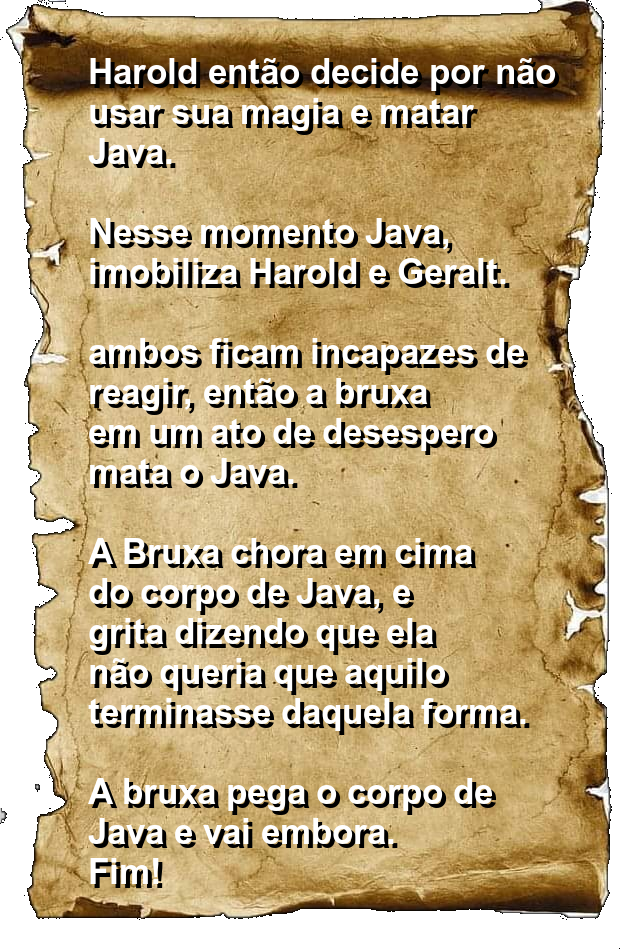 Harold então decide por não
usar sua magia e matar
Java.
Nesse momento Java,
imobiliza Harold e Geralt.
ambos ficam incapazes de
reagir, então a bruxa
em um ato de desespero
mata o Java.
A Bruxa chora em cima
do corpo de Java, e
grita dizendo que ela
não queria que aquilo
terminasse daquela forma.
A bruxa pega o corpo de
Java e vai embora.
Fim!